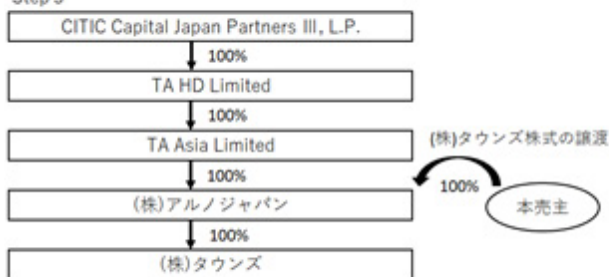 Step 3
CITIC Capital Japan Partners III, L.P.
100%
TA HD Limited
100%
TA Asia Limited
(株)タウンズ株式の譲渡
100%
100%
(株)アルノジャパン
本売主
100%
(株)タウンズ